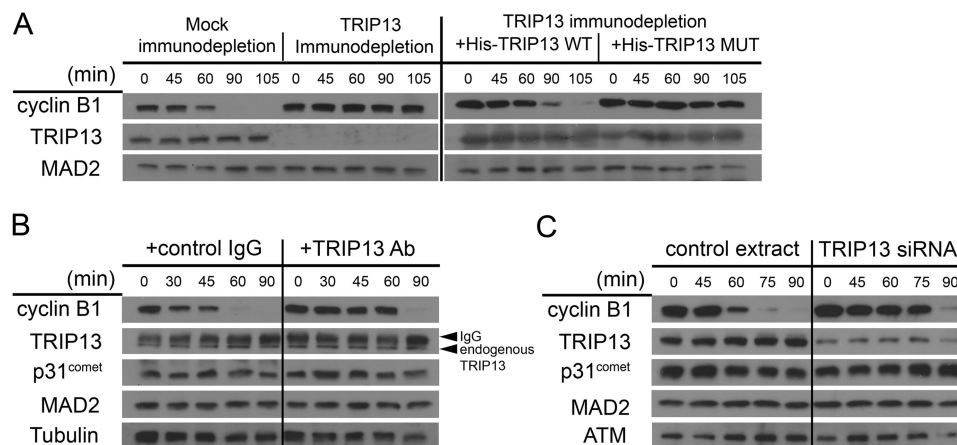 A
Mock immunodepletion
TRIP13 Immunodepletion
TRIP13 immunodepletion
+His-TRIP13 WT +His-TRIP13 MUT
(min) 0 45 60 90 105 0 45 60 90 105 0 45 60 90 105 0 45 60 90 105
cyclin B1
TRIP13
MAD2
B
+control IgG +TRIP13 Ab
(min) 0 30 45 60 90 0 30 45 60 90
cyclin B1
TRIP13
IgG
endogenous TRIP13
p31comet
MAD2
Tubulin
C
control extract TRIP13 siRNA
(min) 0 45 60 75 90 0 45 60 75 90
cyclin B1
TRIP13
p31comet
MAD2
ATM